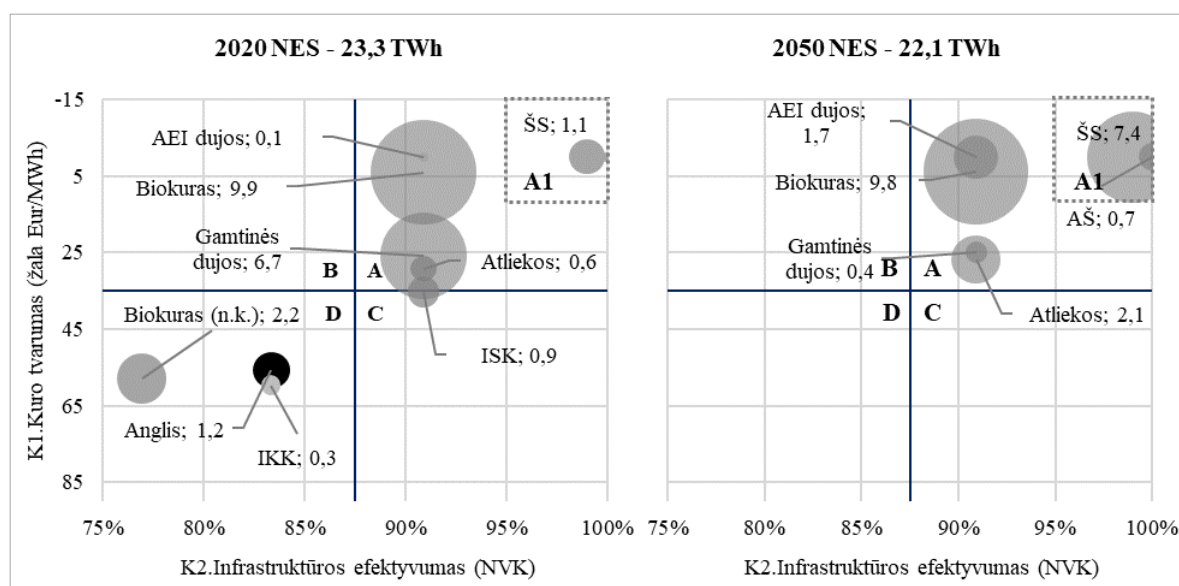 2020 NES - 23,3 TWh
K1.Kuro tvarumas (žala Eur/MWh)
-15
5
25
45
65
85
AEI dujos; 0,1
ŠS; 1,1
Biokuras; 9,9
A1
Gamtinės
dujos; 6,7
Atliekos; 0,6
B
A
D
C
Biokuras (n.k.); 2,2
ISK; 0,9
Anglis; 1,2
IKK; 0,3
75%
80%
85%
90%
95%
100%
K2.Infrastruktūros efektyvumas (NVK)
2050 NES - 22,1 TWh
AEI dujos;
1,7
ŠS; 7,4
Biokuras; 9,8
A1
AŠ; 0,7
Gamtinės
dujos; 0,4
B
A
D
C
Atliekos; 2,1
75%
80%
85%
90%
95%
100%
K2.Infrastruktūros efektyvumas (NVK)